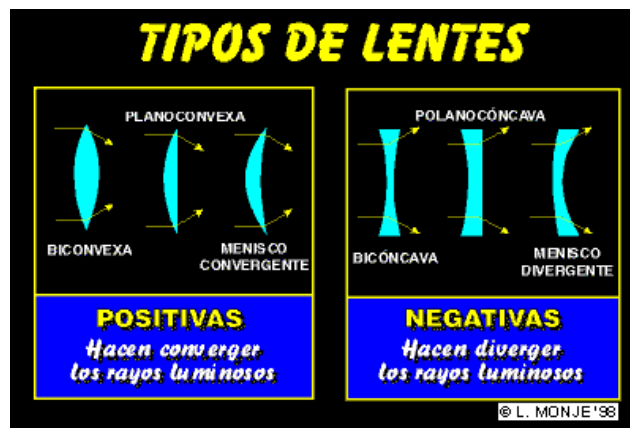 TIPOS DE LENTES
PLANOCONVEXA
BICONVEXA
MENISCO
CONVERGENTE
POSITIVAS
Hacen converger
los rayos luminosos
POLANOCÓNCAVA
BICÓNCAVA
MENISCO
DIVERGENTE
NEGATIVAS
Hacen diverger
los rayos luminosos
© L. MONJE '98